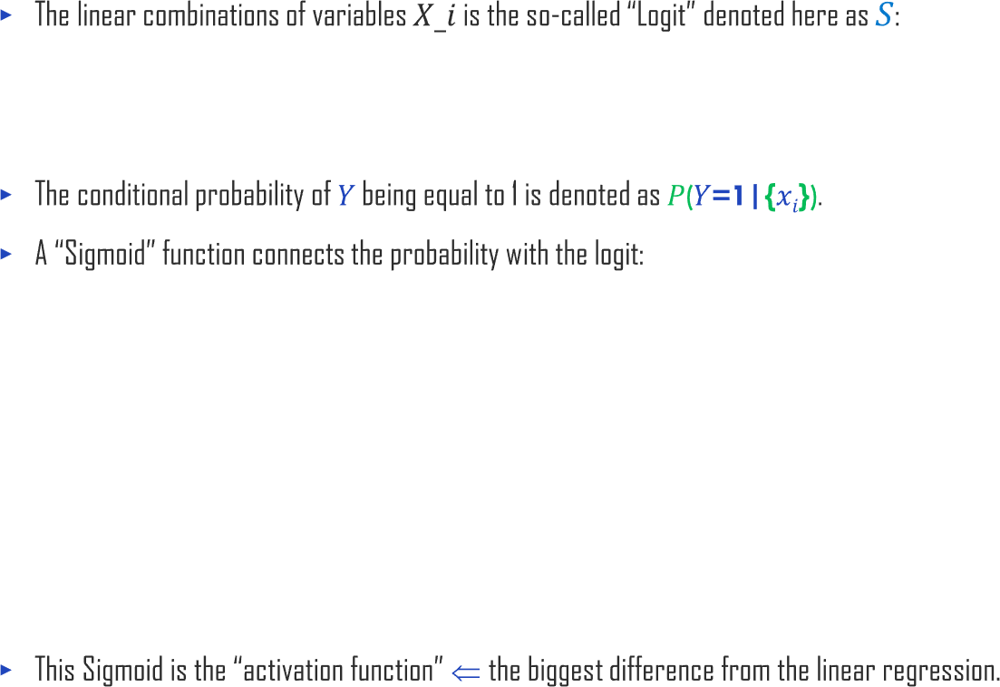 ▸ The linear combinations of variables X_i is the so-called “Logit” denoted here as S:
▸ The conditional probability of Y being equal to 1 is denoted as P(Y=1|{xᵢ}).
▸ A “Sigmoid” function connects the probability with the logit:
▸ This Sigmoid is the “activation function” ⇐ the biggest difference from the linear regression.